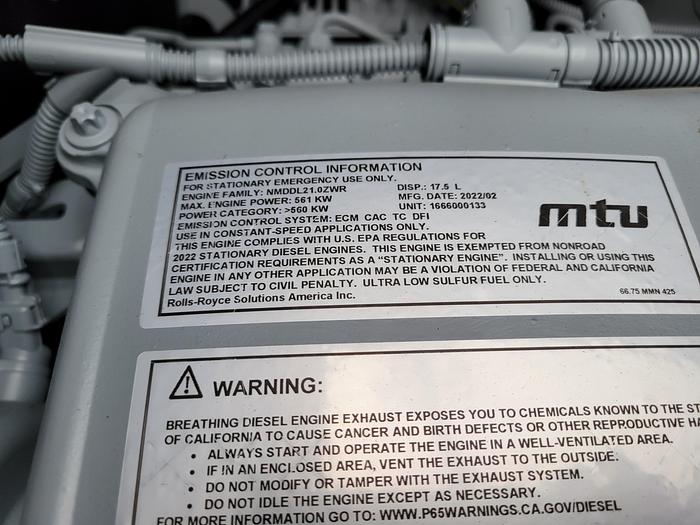 EMISSION CONTROL INFORMATION
FOR STATIONARY EMERGENCY USE ONLY.
ENGINE FAMILY: NMDDL21.0ZWR DISP.: 17.5 L
MAX. ENGINE POWER: 561 KW MFG. DATE: 2022/02
POWER CATEGORY: >560 KW UNIT: 1666000133
EMISSION CONTROL SYSTEM: ECM CAC TC DFI
USE IN CONSTANT-SPEED APPLICATIONS ONLY.
THIS ENGINE COMPLIES WITH U.S. EPA REGULATIONS FOR
2022 STATIONARY DIESEL ENGINES. THIS ENGINE IS EXEMPTED FROM NONROAD
CERTIFICATION REQUIREMENTS AS A "STATIONARY ENGINE". INSTALLING OR USING THIS
ENGINE IN ANY OTHER APPLICATION MAY BE A VIOLATION OF FEDERAL AND CALIFORNIA
LAW SUBJECT TO CIVIL PENALTY. ULTRA LOW SULFUR FUEL ONLY.
Rolls-Royce Solutions America Inc. 66.75 MMN 425
mtu
WARNING:
BREATHING DIESEL ENGINE EXHAUST EXPOSES YOU TO CHEMICALS KNOWN TO THE ST
OF CALIFORNIA TO CAUSE CANCER AND BIRTH DEFECTS OR OTHER REPRODUCTIVE HA
• ALWAYS START AND OPERATE THE ENGINE IN A WELL-VENTILATED AREA.
• IF IN AN ENCLOSED AREA, VENT THE EXHAUST TO THE OUTSIDE.
• DO NOT MODIFY OR TAMPER WITH THE EXHAUST SYSTEM.
• DO NOT IDLE THE ENGINE EXCEPT AS NECESSARY.
FOR MORE INFORMATION GO TO: WWW.P65WARNINGS.CA.GOV/DIESEL